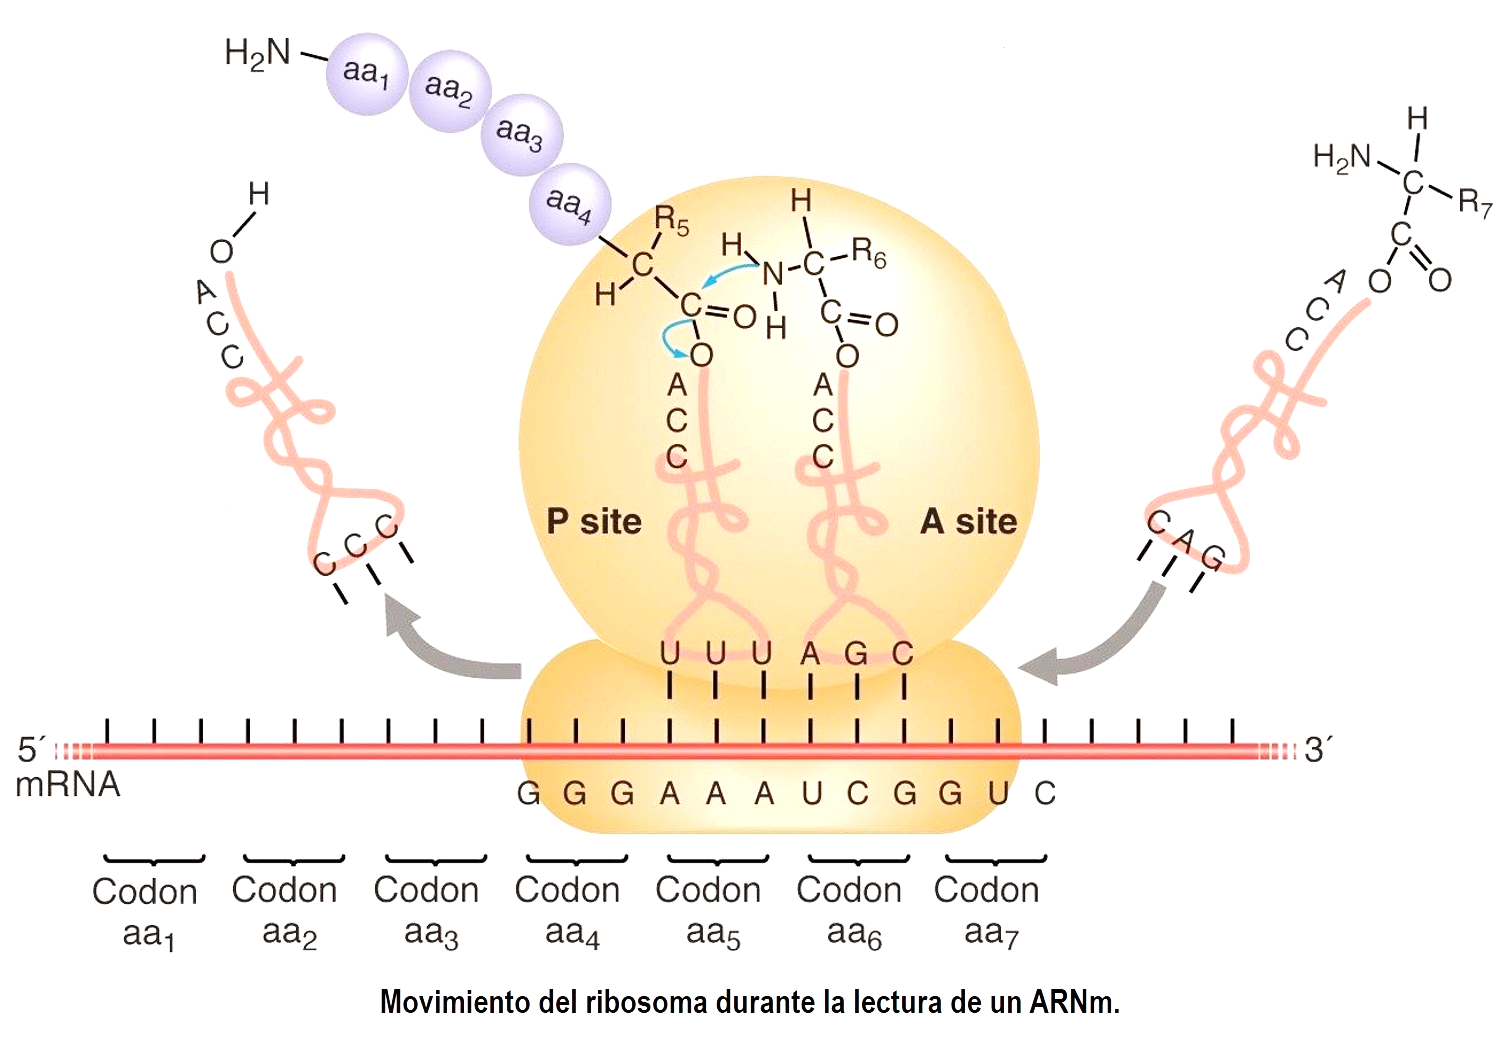 H2N aa1 aa2 aa3 aa4
H
O
A
C
C
C C C
R5
C
H
C=O
O
A
C
C
H
H
N C R6
H
C=O
O
A
C
C
H
H2N C R7
C
O O
A
C
C
C A G
P site
A site
U U U A G C
5´ 3´
mRNA
G G G A A A U C G G U C
Codon Codon Codon Codon Codon Codon Codon
aa1 aa2 aa3 aa4 aa5 aa6 aa7
Movimiento del ribosoma durante la lectura de un ARNm.